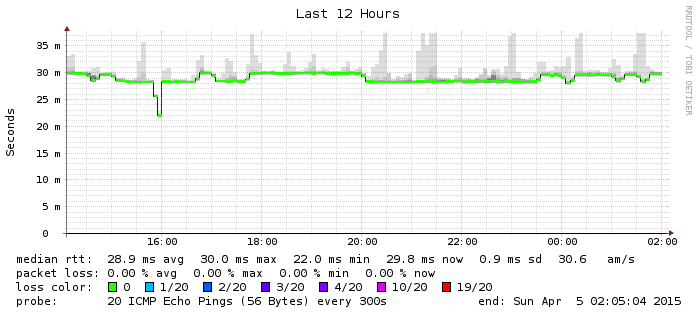 Last 12 Hours
RRDTOOL / TOBI OETIKER
Seconds
35 m
30 m
25 m
20 m
15 m
10 m
5 m
0
16:00 18:00 20:00 22:00 00:00 02:00
median rtt: 28.9 ms avg 30.0 ms max 22.0 ms min 29.8 ms now 0.9 ms sd 30.6 am/s
packet loss: 0.00 % avg 0.00 % max 0.00 % min 0.00 % now
loss color: 0 1/20 2/20 3/20 4/20 10/20 19/20
probe: 20 ICMP Echo Pings (56 Bytes) every 300s end: Sun Apr 5 02:05:04 2015